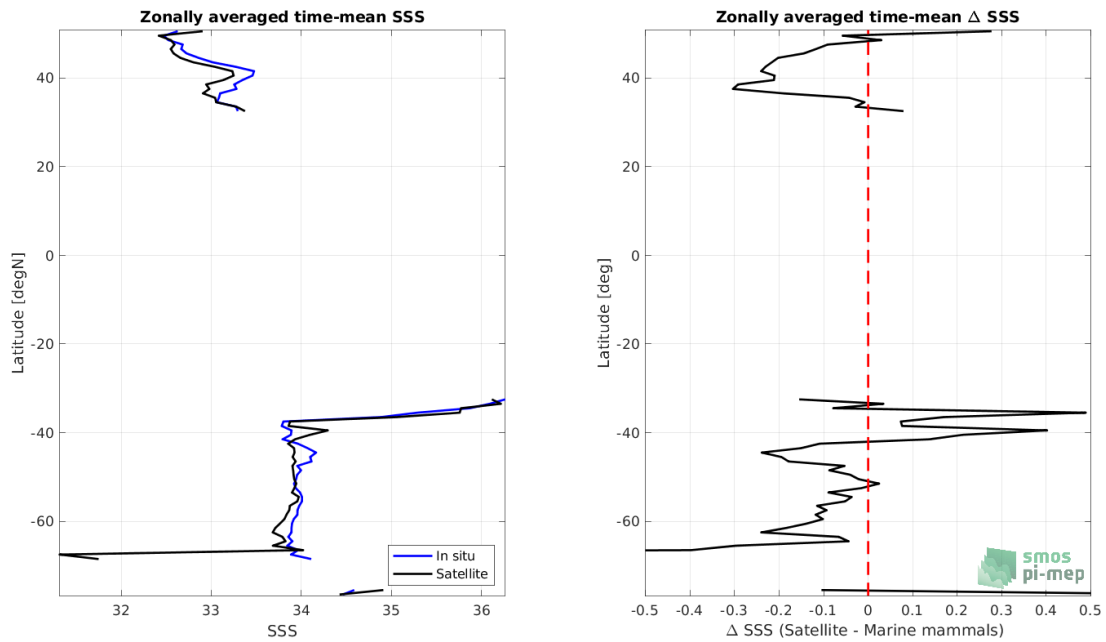 Zonally averaged time-mean SSS
40
20
0
-20
-40
-60
Latitude [degN]
32
33
34
35
36
SSS
In situ
Satellite
Zonally averaged time-mean Δ SSS
40
20
0
-20
-40
-60
Latitude [deg]
-0.5
-0.4
-0.3
-0.2
-0.1
0
0.1
0.2
0.3
0.4
0.5
Δ SSS (Satellite - Marine mammals)
smos
pi-mep